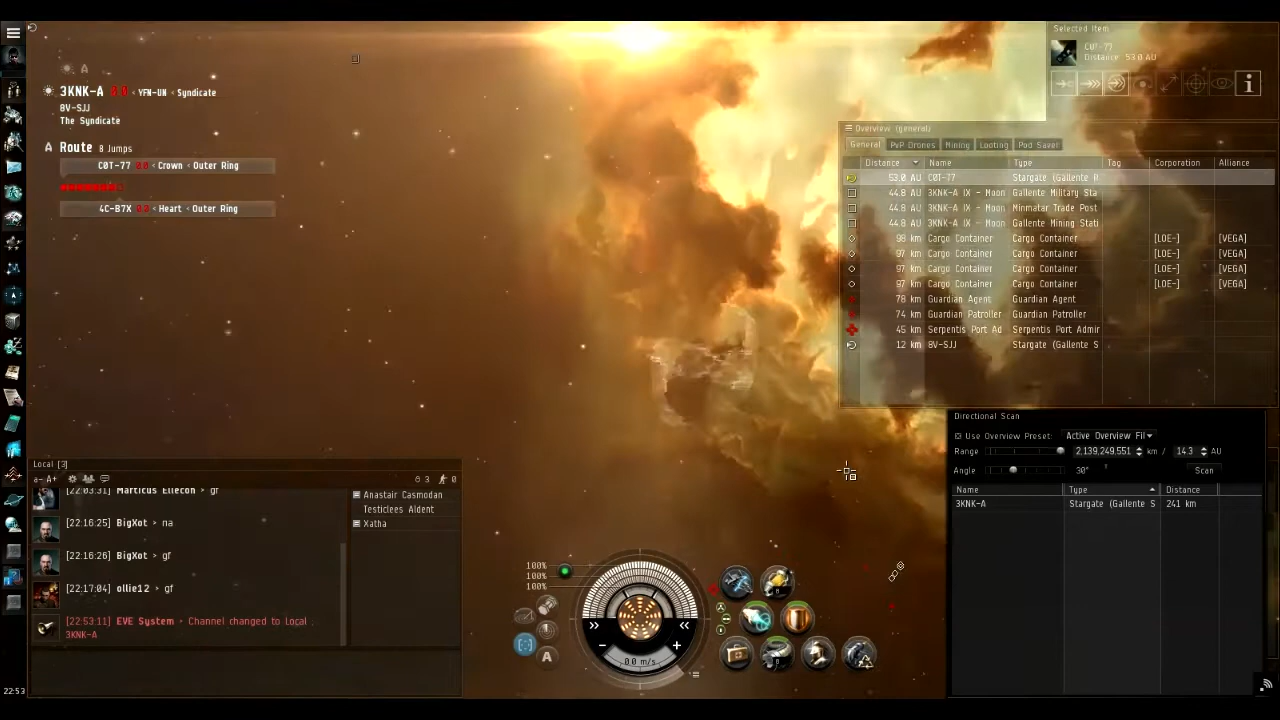 A
3KNK-A 0.0 < YFN-UN < Syndicate
8V-SJJ
The Syndicate
A Route 8 Jumps
C0T-77 0.0 < Crown < Outer Ring
4C-B7X 0.0 < Heart < Outer Ring
Selected Item
C0T-77
Distance: 53.0 AU
Overview (general)
General PvP Drones Mining Looting Pod Saver
Distance Name Type Tag Corporation Alliance
53.0 AU C0T-77 Stargate (Gallente
44.8 AU 3KNK-A IX - Moon Gallente Military Sta
44.8 AU 3KNK-A IX - Moon Minmatar Trade Post
44.8 AU 3KNK-A IX - Moon Gallente Mining Stati
98 km Cargo Container Cargo Container [LOE-] [VEGA]
97 km Cargo Container Cargo Container [LOE-] [VEGA]
97 km Cargo Container Cargo Container [LOE-] [VEGA]
97 km Cargo Container Cargo Container [LOE-] [VEGA]
78 km Guardian Agent Guardian Agent
74 km Guardian Patroller Guardian Patroller
45 km Serpentis Port Ad Serpentis Port Admir
12 km 8V-SJJ Stargate (Gallente S
Directional Scan
Use Overview Preset: Active Overview Fil
Range 2,139,249,551 km / 14.3 AU
Angle 30° Scan
Name Type Distance
3KNK-A Stargate (Gallente S 241 km
Local [3]
a- A+ 3 0
[22:03:31] Marticus Ellecon > gf
[22:16:25] BigXot > na
[22:16:26] BigXot > gf
[22:17:04] ollie12 > gf
[22:53:11] EVE System > Channel changed to Local :
3KNK-A
Anastair Casmodan
Testiclees Aldent
Xatha
100%
100%
100%
A
0.0 m/s
22:53